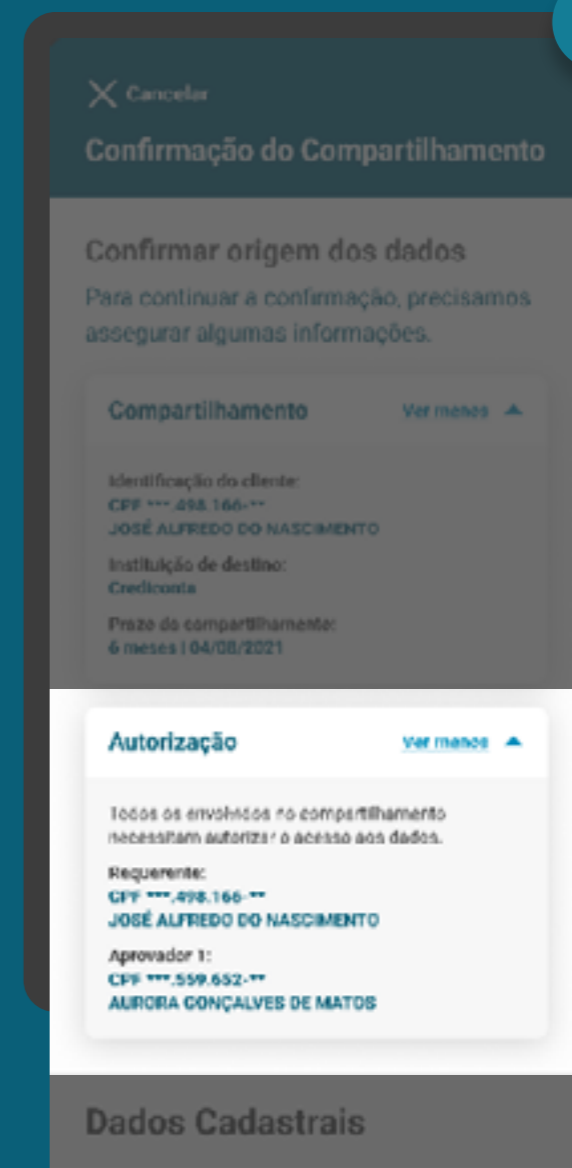 Cancelar
Confirmação do Compartilhamento
Confirmar origem dos dados
Para continuar a confirmação, precisamos
assegurar algumas informações.
Compartilhamento Ver menos
Identificação do cliente:
CPF ***.498.166-**
JOSÉ ALFREDO DO NASCIMENTO
Instituição de destino:
Crediconta
Prazo do compartilhamento:
6 meses | 04/08/2021
Autorização Ver menos
Todos os envolvidos no compartilhamento
necessitam autorizar o acesso aos dados.
Requerente:
CPF ***.498.166-**
JOSÉ ALFREDO DO NASCIMENTO
Aprovador 1:
CPF ***.559.652-**
AURORA GONÇALVES DE MATOS
Dados Cadastrais